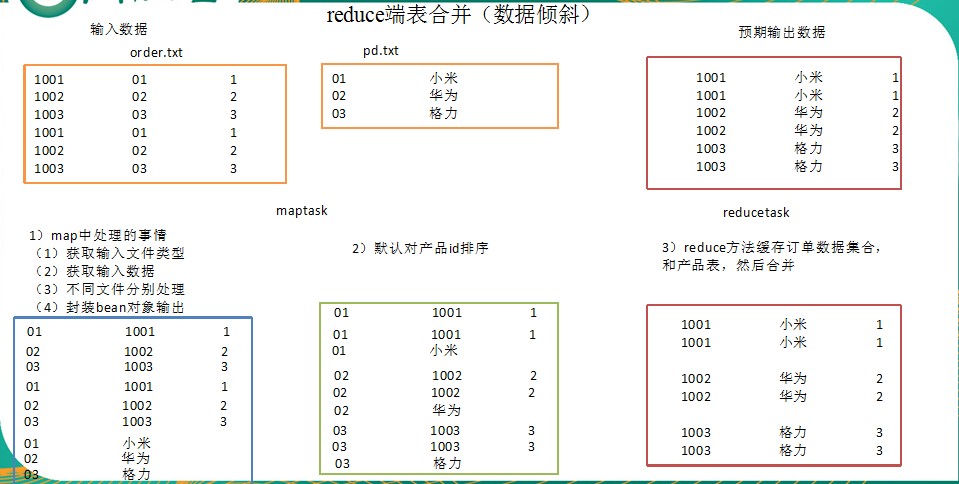 reduce端表合并（数据倾斜）
输入数据
order.txt
1001 01 1
1002 02 2
1003 03 3
1001 01 1
1002 02 2
1003 03 3
pd.txt
01 小米
02 华为
03 格力
预期输出数据
1001 小米 1
1001 小米 1
1002 华为 2
1002 华为 2
1003 格力 3
1003 格力 3
maptask
1）map中处理的事情
（1）获取输入文件类型
（2）获取输入数据
（3）不同文件分别处理
（4）封装bean对象输出
01 1001 1
02 1002 2
03 1003 3
01 1001 1
02 1002 2
03 1003 3
01 小米
02 华为
03 格力
2）默认对产品id排序
01 1001 1
01 1001 1
01 小米
02 1002 2
02 1002 2
02 华为
03 1003 3
03 1003 3
03 格力
reducetask
3）reduce方法缓存订单数据集合，
和产品表，然后合并
1001 小米 1
1001 小米 1
1002 华为 2
1002 华为 2
1003 格力 3
1003 格力 3